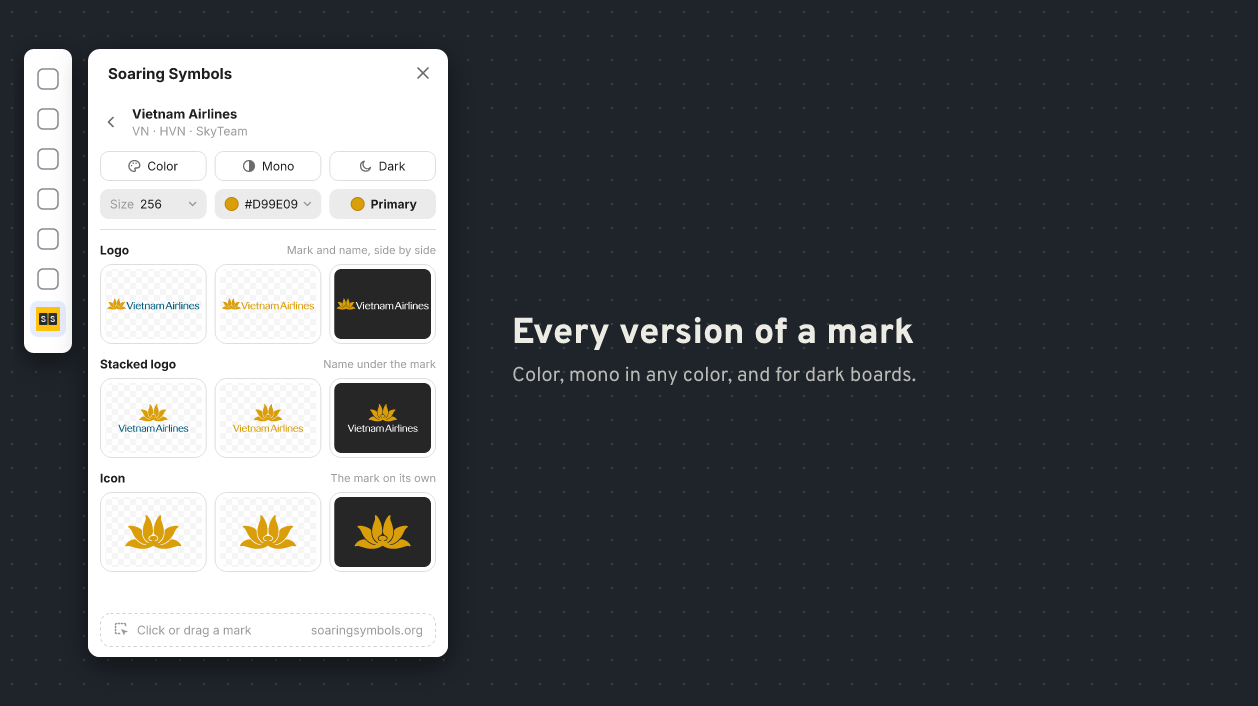 Soaring Symbols
Vietnam Airlines
VN · HVN · SkyTeam
Color
Mono
Dark
Size 256
#D99E09
Primary
Logo
Mark and name, side by side
Vietnam Airlines
Vietnam Airlines
Vietnam Airlines
Stacked logo
Name under the mark
Vietnam Airlines
Vietnam Airlines
Vietnam Airlines
Icon
The mark on its own
SS
Click or drag a mark
soaringsymbols.org
Every version of a mark
Color, mono in any color, and for dark boards.